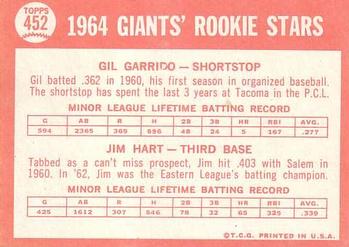 TOPPS
452
1964 GIANTS' ROOKIE STARS
GIL GARRIDO — SHORTSTOP
Gil batted .362 in 1960, his first season in organized baseball.
The shortstop has spent the last 3 years at Tacoma in the P.C.L.
MINOR LEAGUE LIFETIME BATTING RECORD
G AB R H 2B 3B HR RBI AVG.
594 2365 369 656 48 24 5 167 .277
JIM HART — THIRD BASE
Tabbed as a can't miss prospect, Jim hit .403 with Salem in
1960. In '62, Jim was the Eastern League's batting champion.
MINOR LEAGUE LIFETIME BATTING RECORD
G AB R H 2B 3B HR RBI AVG.
425 1612 307 546 78 32 65 325 .339
©T.C.G. PRINTED IN U.S.A.